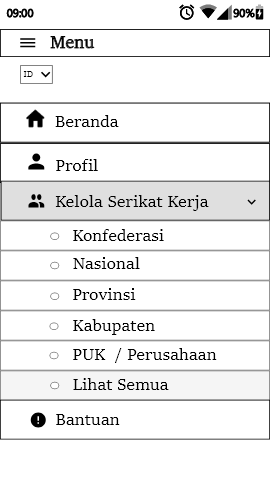 09:00 90%
Menu
ID
Beranda
Profil
Kelola Serikat Kerja
Konfederasi
Nasional
Provinsi
Kabupaten
PUK / Perusahaan
Lihat Semua
Bantuan